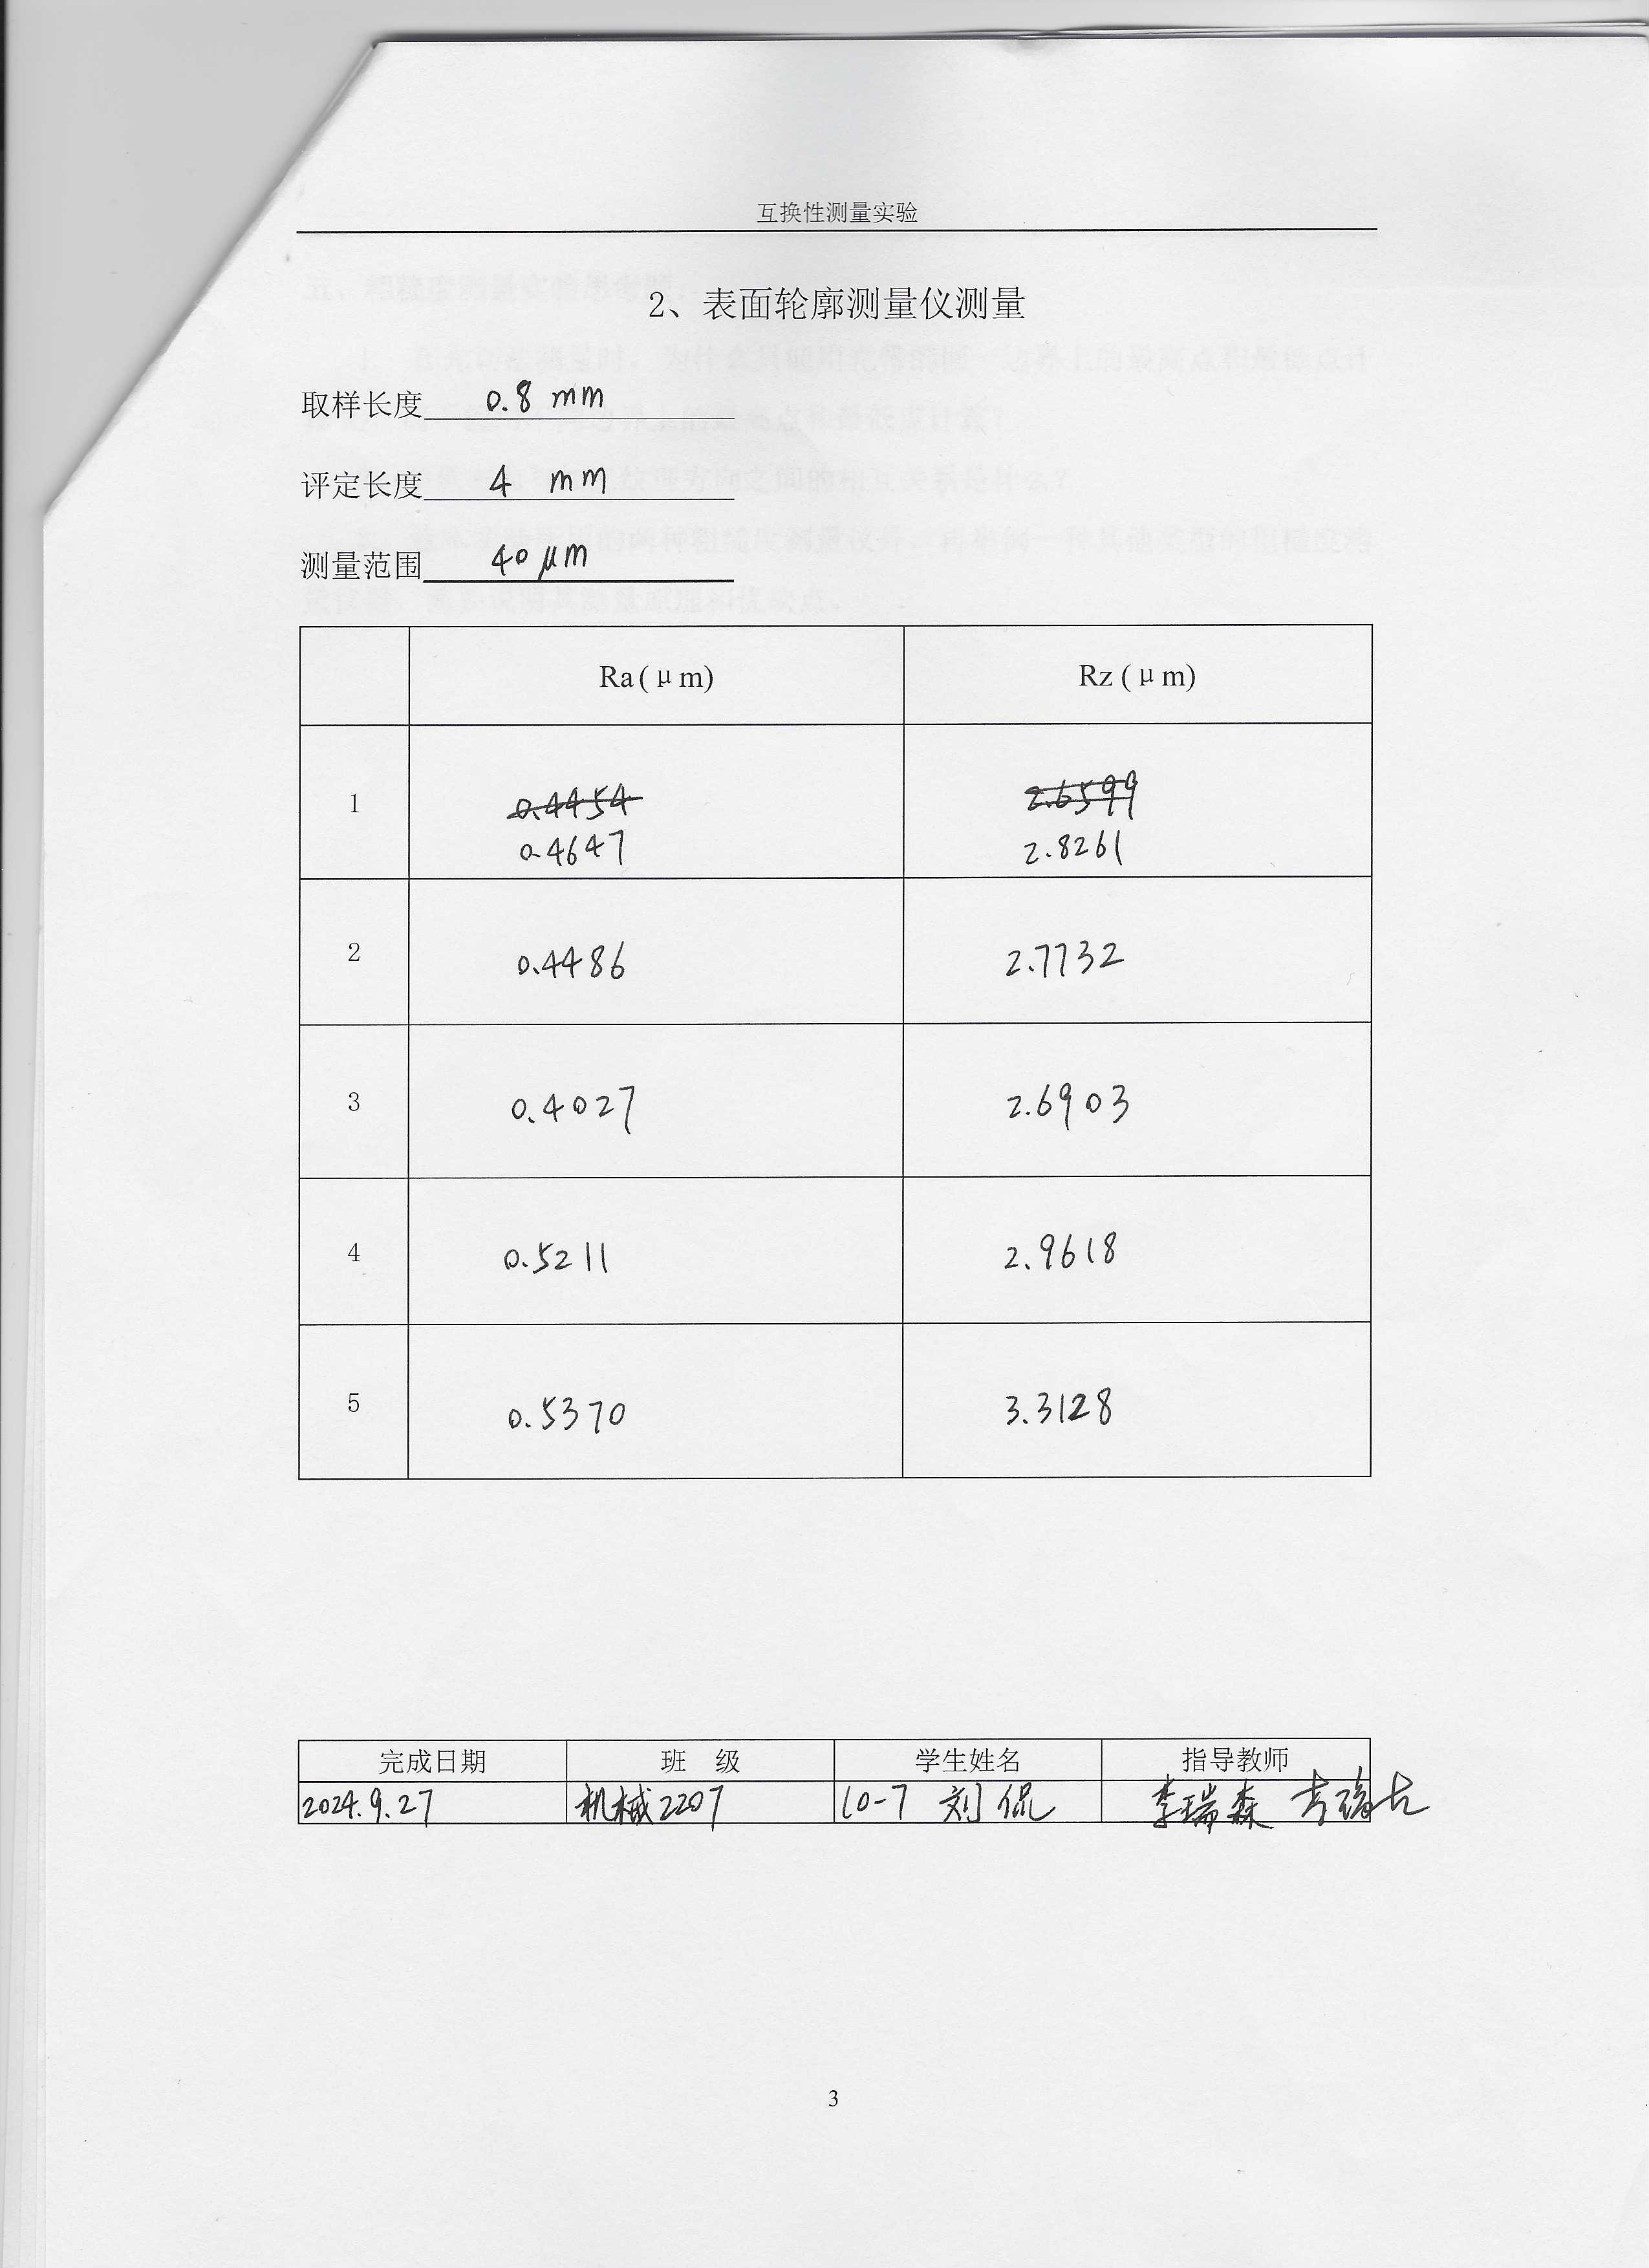 互换性测量实验
2、表面轮廓测量仪测量
取样长度 0.8 mm
评定长度 4 mm
测量范围 40 μm
Ra(μm) Rz(μm)
1 0.4454 2.6599
0.4647 2.8261
2 0.4486 2.7732
3 0.4027 2.6903
4 0.5211 2.9618
5 0.5370 3.3128
完成日期 班 级 学生姓名 指导教师
2024.9.27 机械2207 10-7 刘侃 李瑞森
3